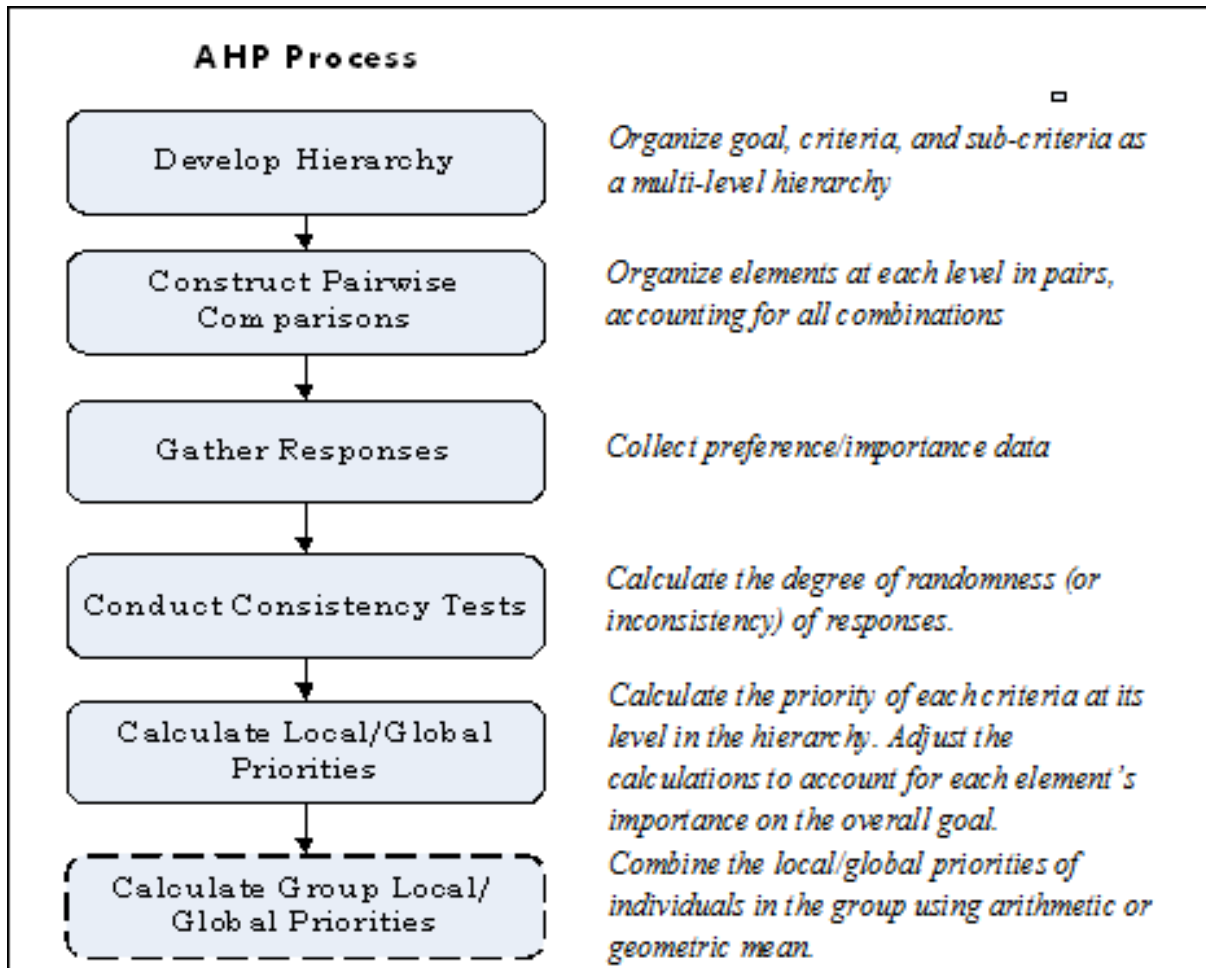 AHP Process
Develop Hierarchy
Organize goal, criteria, and sub-criteria as
a multi-level hierarchy
Construct Pairwise
Comparisons
Organize elements at each level in pairs,
accounting for all combinations
Gather Responses
Collect preference/importance data
Conduct Consistency Tests
Calculate the degree of randomness (or
inconsistency) of responses.
Calculate Local/Global
Priorities
Calculate the priority of each criteria at its
level in the hierarchy. Adjust the
calculations to account for each element’s
importance on the overall goal.
Calculate Group Local/
Global Priorities
Combine the local/global priorities of
individuals in the group using arithmetic or
geometric mean.